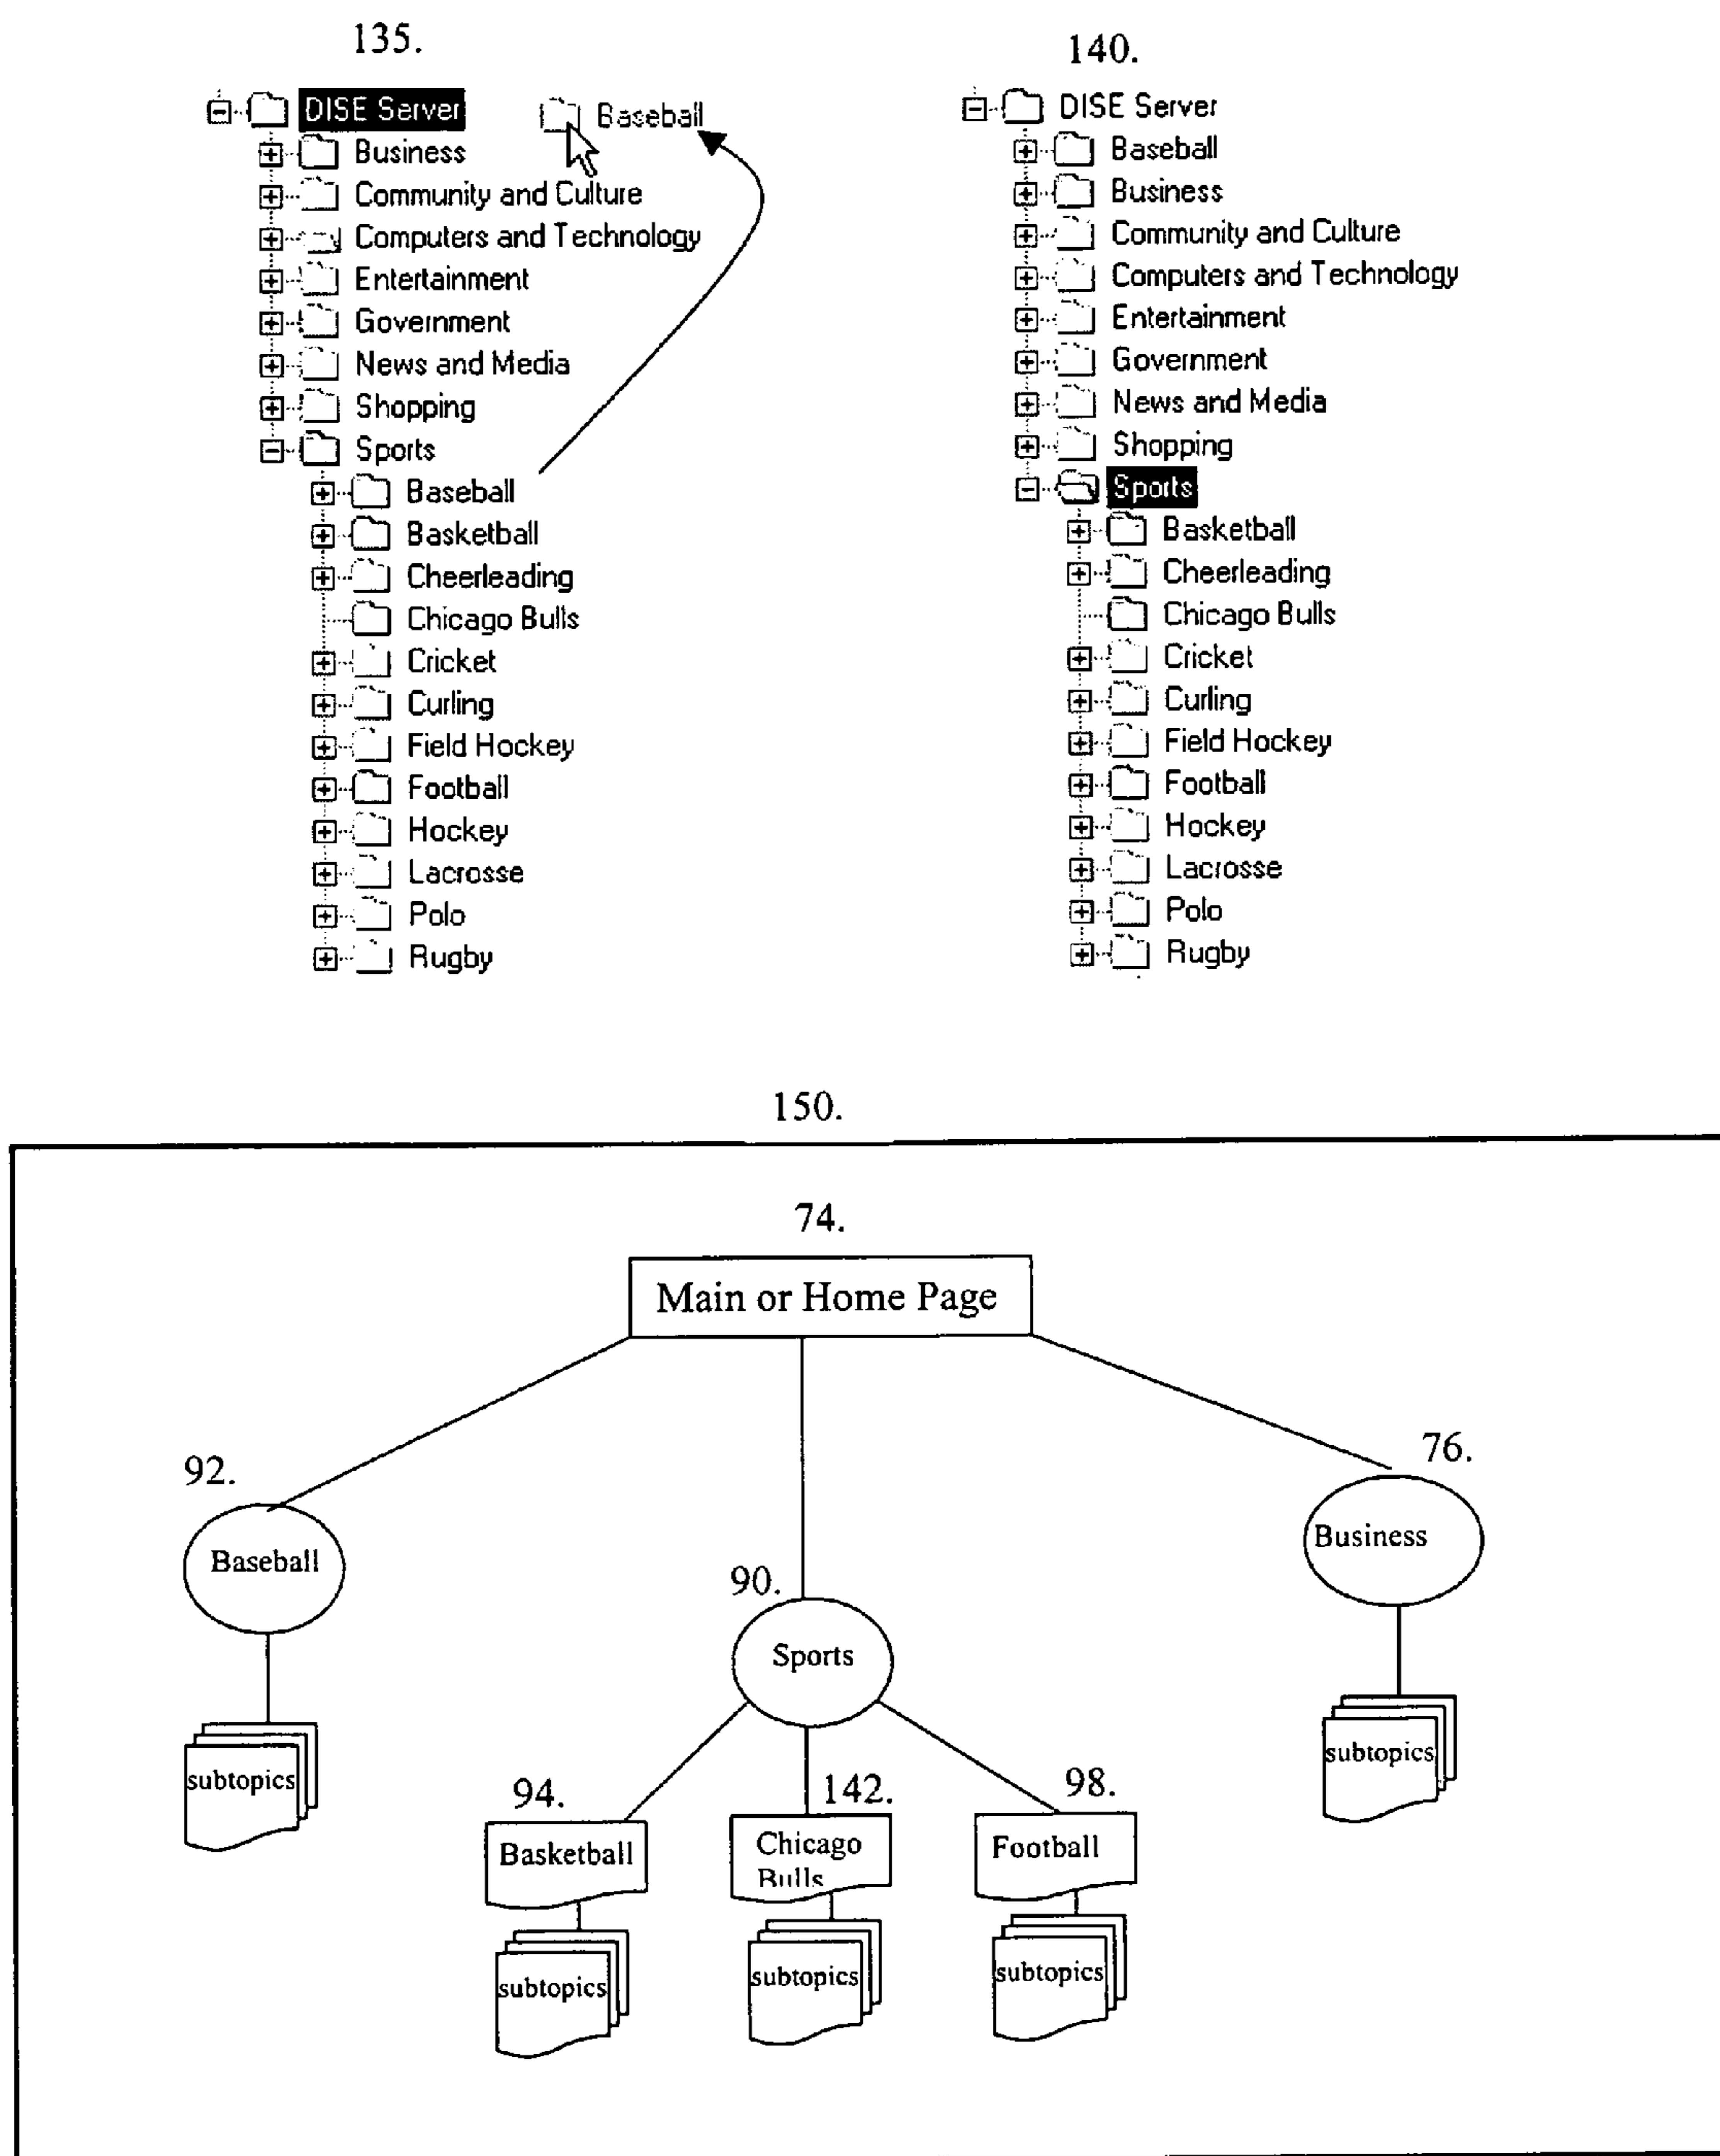 135.
DISE Server
Baseball
Business
Community and Culture
Computers and Technology
Entertainment
Government
News and Media
Shopping
Sports
Baseball
Basketball
Cheerleading
Chicago Bulls
Cricket
Curling
Field Hockey
Football
Hockey
Lacrosse
Polo
Rugby
140.
DISE Server
Baseball
Business
Community and Culture
Computers and Technology
Entertainment
Government
News and Media
Shopping
Sports
Basketball
Cheerleading
Chicago Bulls
Cricket
Curling
Field Hockey
Football
Hockey
Lacrosse
Polo
Rugby
150.
74.
Main or Home Page
92.
Baseball
subtopics
90.
Sports
76.
Business
subtopics
94.
Basketball
subtopics
142.
Chicago
Bulls
subtopics
98.
Football
subtopics